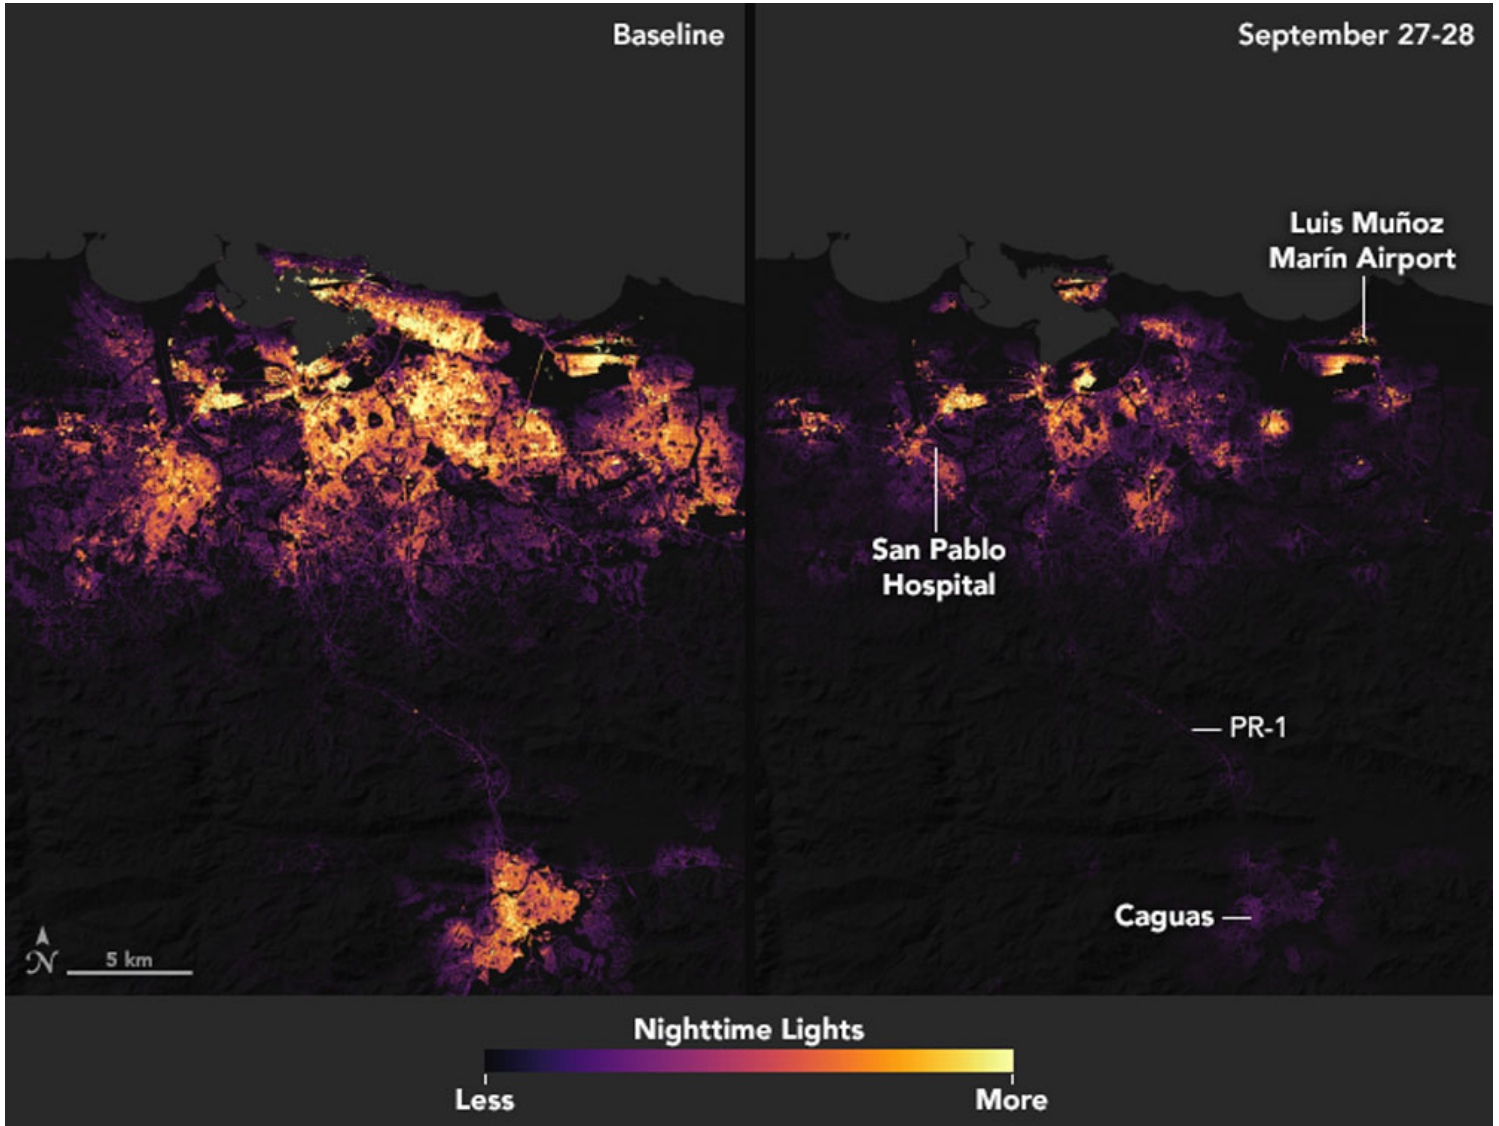 Baseline
September 27-28
Luis Muñoz
Marín Airport
San Pablo
Hospital
PR-1
Caguas
N
5 km
Nighttime Lights
Less
More